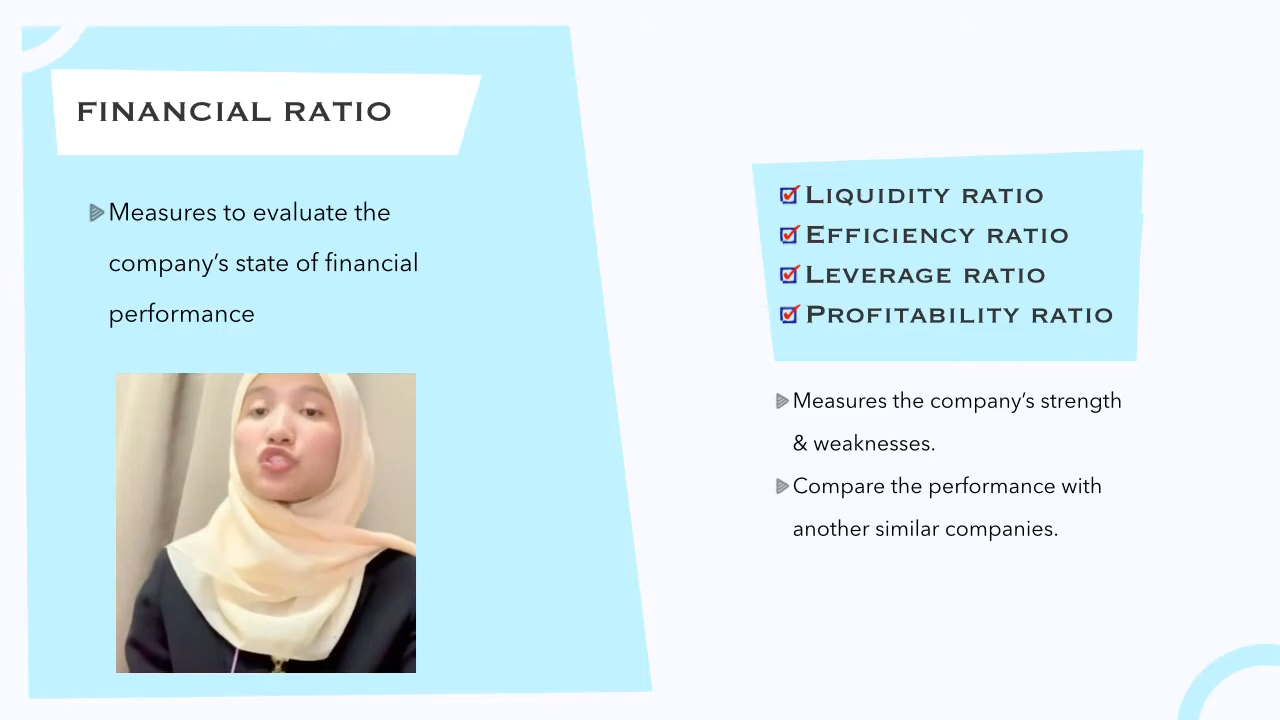 FINANCIAL RATIO
Measures to evaluate the
company’s state of financial
performance
LIQUIDITY RATIO
EFFICIENCY RATIO
LEVERAGE RATIO
PROFITABILITY RATIO
Measures the company’s strength
& weaknesses.
Compare the performance with
another similar companies.